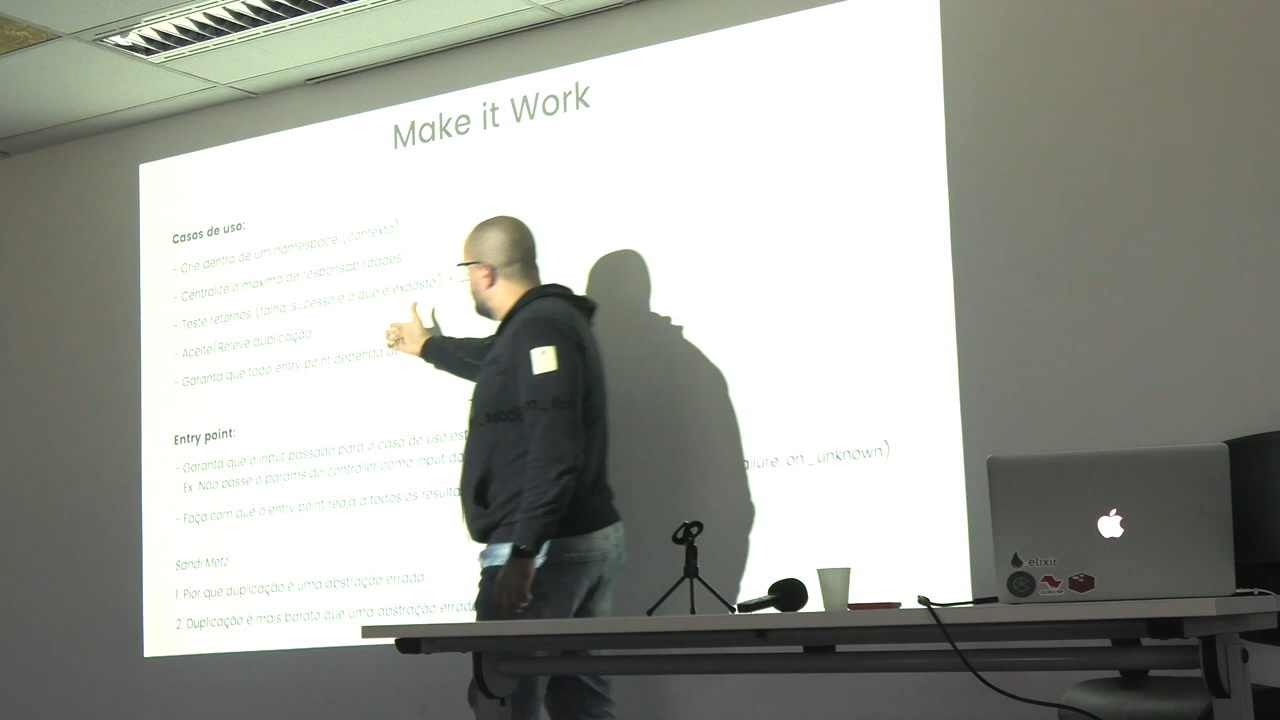 Make it Work
Casos de uso:
- Crie dentro de um namespace (contexto)
- Centralize o máximo de responsabilidades
- Teste retornos (falha, sucesso e o que é exposto)
- Aceite/Releve duplicação
- Garanta que todo entry point dependa
Entry point:
- Garanta que o input passado para o caso de uso
Ex: Não passe o params do controller como input
- Faça com que o entry point reaja a todos os
on_unknown)
Sandi Metz
1. Pior que duplicação é uma abstração errada
2. Duplicação é mais barato que uma abstração errada
elixir